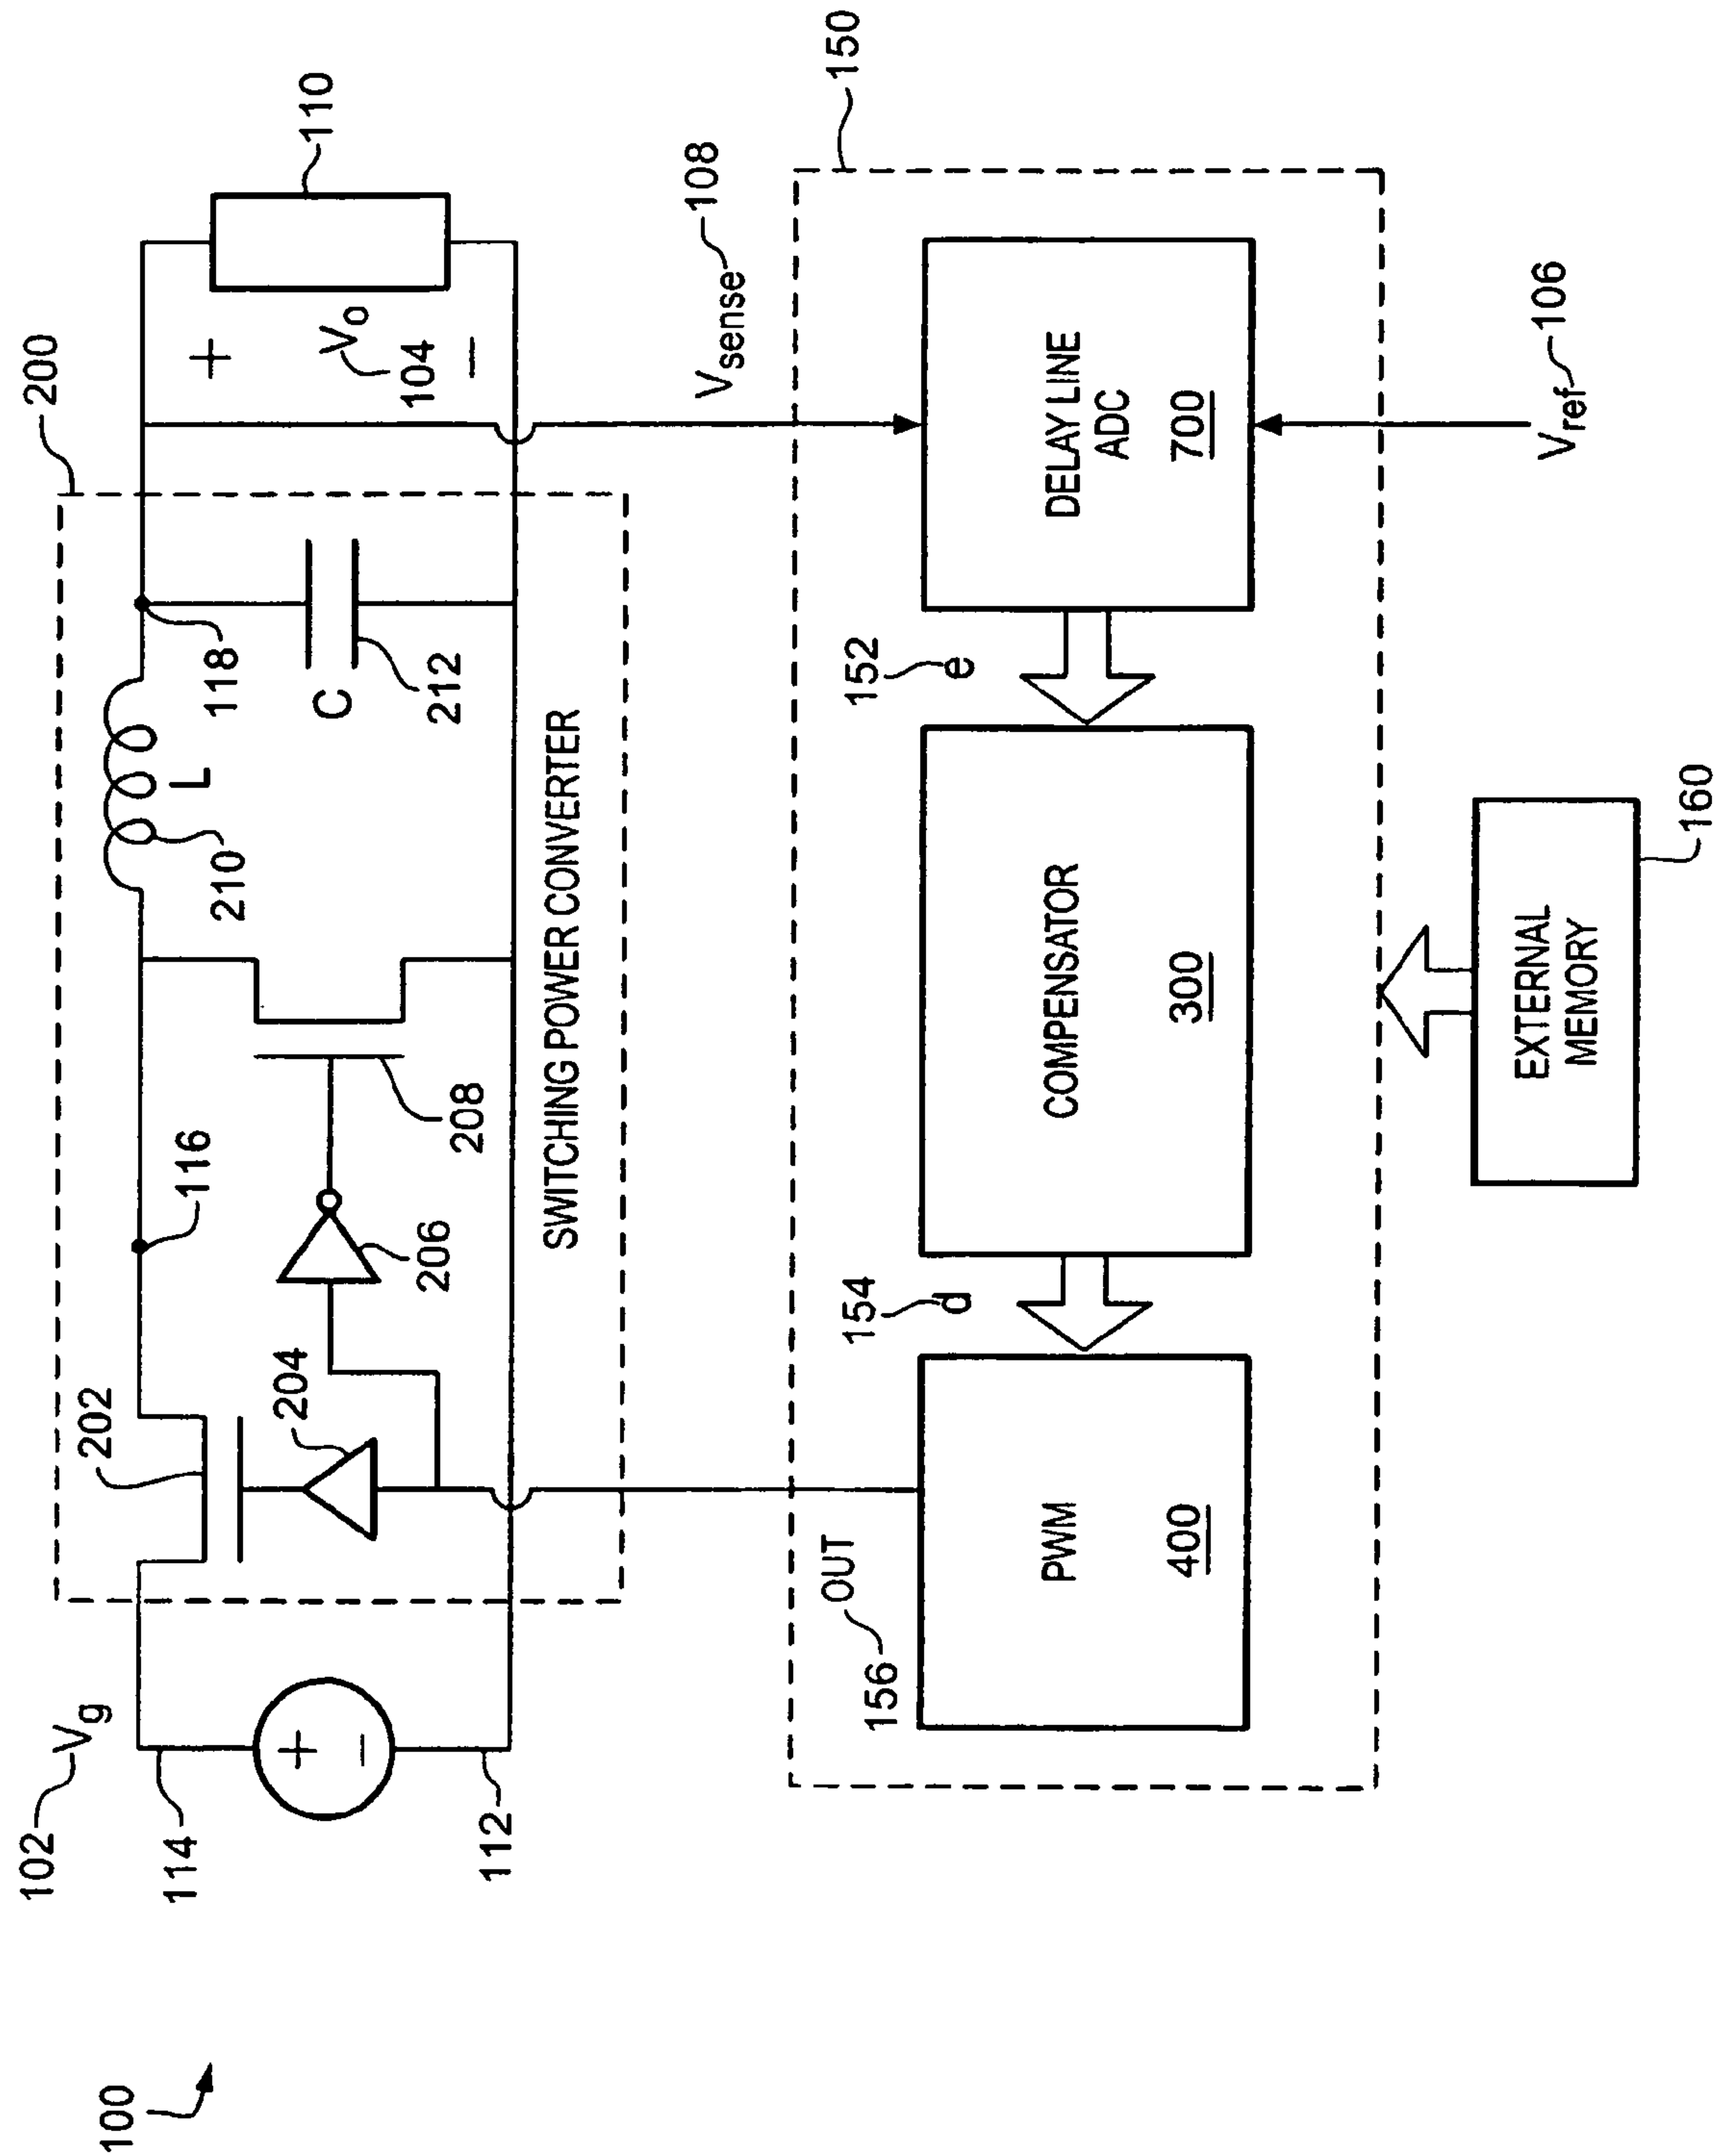 100
200
102
Vg
114
112
202
204
116
206
208
210
L
118
C
212
+
Vo
104
−
110
+
−
SWITCHING POWER CONVERTER
Vsense
108
150
156
OUT
154
d
152
e
PWM
400
COMPENSATOR
300
DELAY LINE
ADC
700
EXTERNAL
MEMORY
160
Vref
106